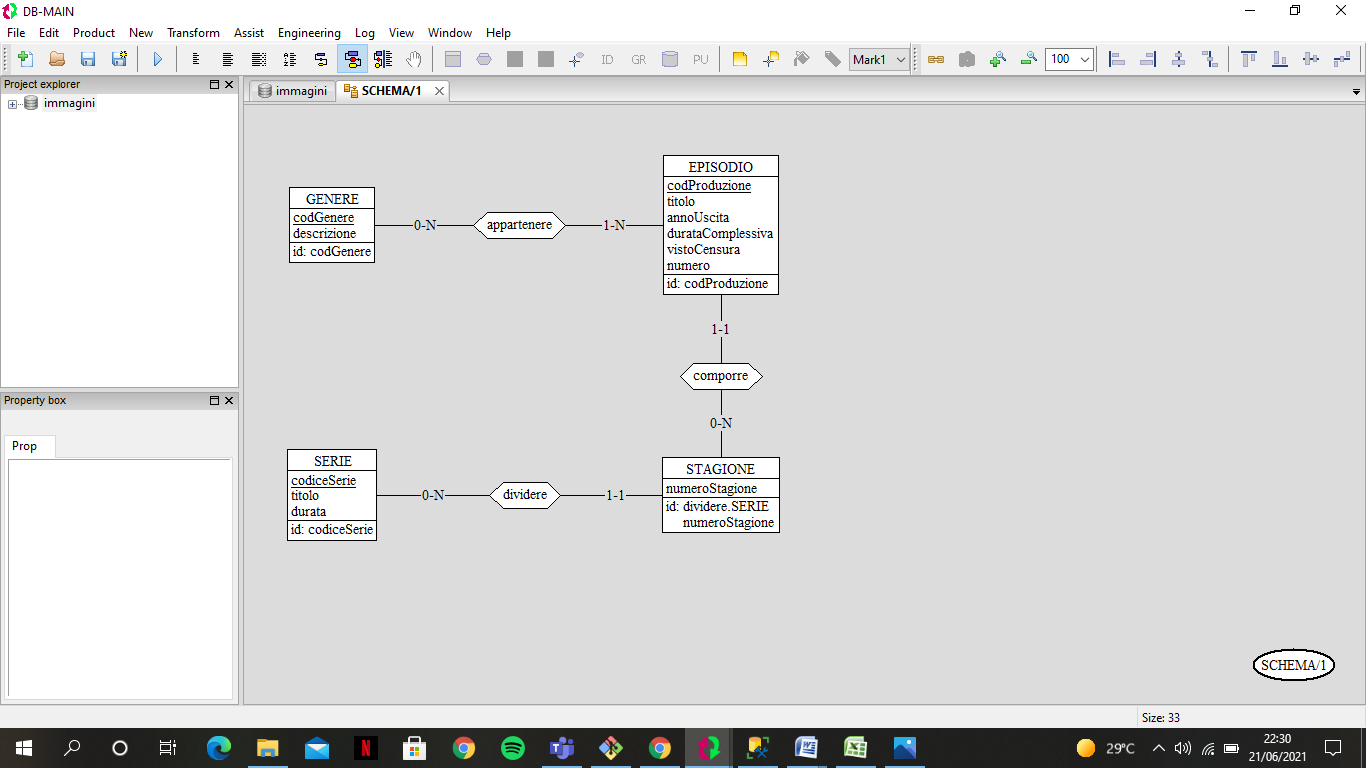 DB-MAIN
File Edit Product New Transform Assist Engineering Log View Window Help
ID GR PU Mark1 100
Project explorer
immagini
immagini SCHEMA/1
GENERE
codGenere
descrizione
id: codGenere
0-N
appartenere
1-N
EPISODIO
codProduzione
titolo
annoUscita
durataComplessiva
vistoCensura
numero
id: codProduzione
1-1
comporre
0-N
Property box
Prop
SERIE
codiceSerie
titolo
durata
id: codiceSerie
0-N
dividere
1-1
STAGIONE
numeroStagione
id: dividere.SERIE
numeroStagione
SCHEMA/1
Size: 33
N
29°C
22:30
21/06/2021